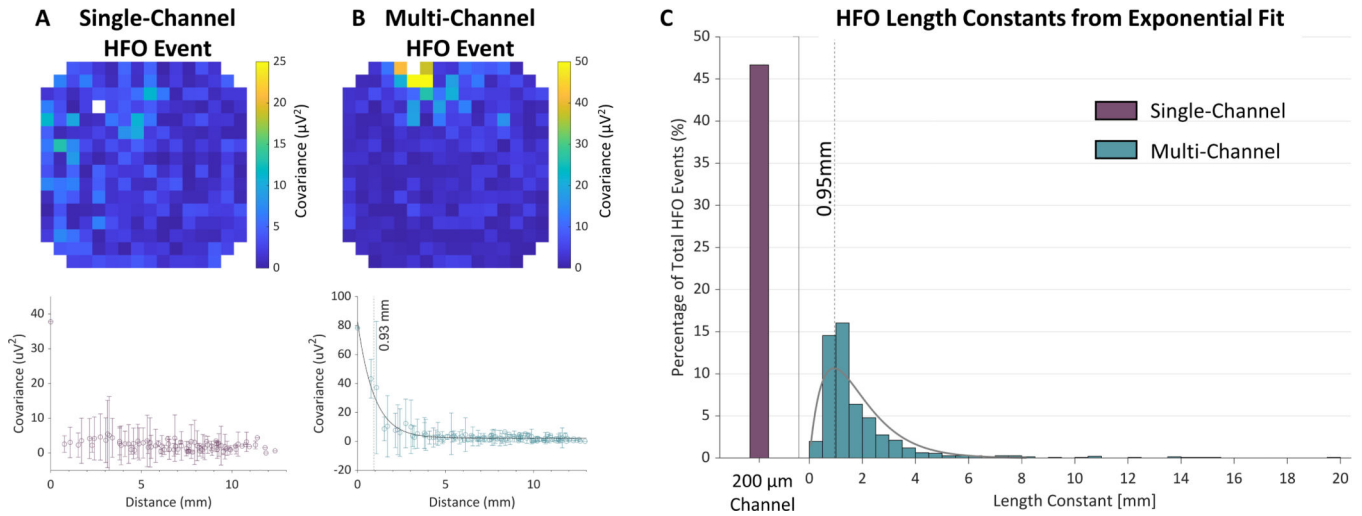 A
Single-Channel
HFO Event
25
20
15
10
5
0
Covariance (µV²)
B
Multi-Channel
HFO Event
50
40
30
20
10
0
Covariance (µV²)
40
30
20
10
0
Covariance (uV²)
0
5
10
Distance (mm)
100
80
60
40
20
0
-20
Covariance (uV²)
0.93 mm
0
5
10
Distance (mm)
C
HFO Length Constants from Exponential Fit
50
45
40
35
30
25
20
15
10
5
0
Percentage of Total HFO Events (%)
0.95mm
Single-Channel
Multi-Channel
200 µm
Channel
0 2 4 6 8 10 12 14 16 18 20
Length Constant [mm]